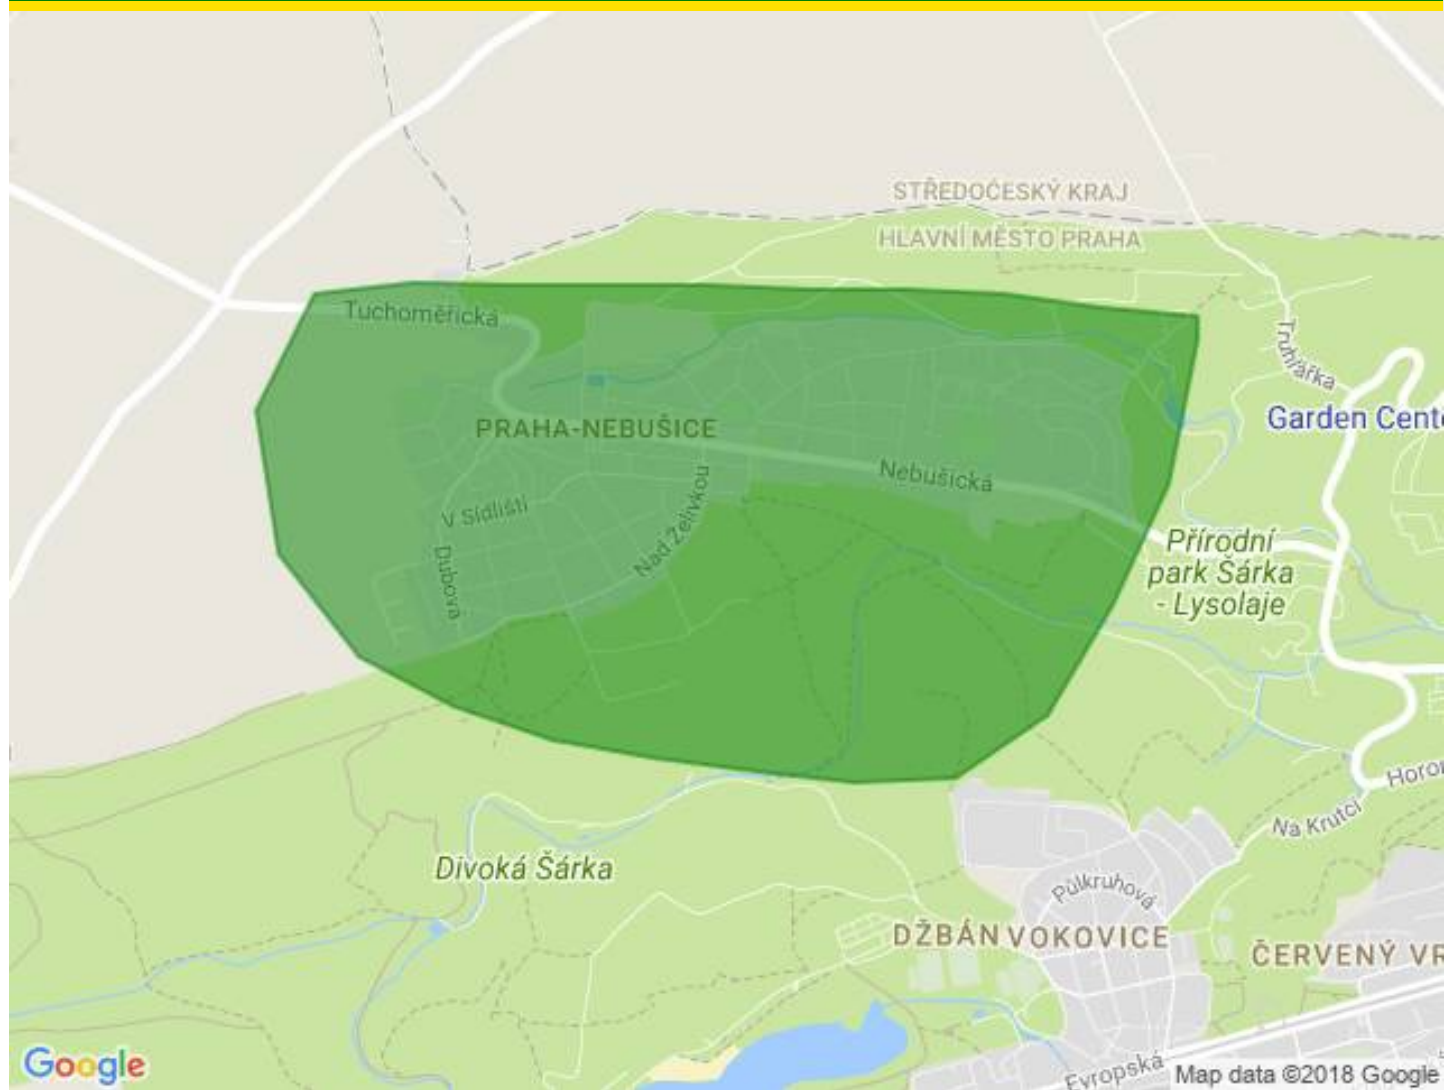 STŘEDOČESKÝ KRAJ
HLAVNÍ MĚSTO PRAHA
Tuchoměřická
Truhlářka
Garden Cente
PRAHA-NEBUŠICE
Nebušická
V Sídlišti
Nad Želivkou
Dubová
Přírodní
park Šárka
- Lysolaje
Horo
Na Krutci
Divoká Šárka
Půlkruhová
DŽBÁN VOKOVICE
ČERVENÝ VR
Evropská
Google
Map data ©2018 Google